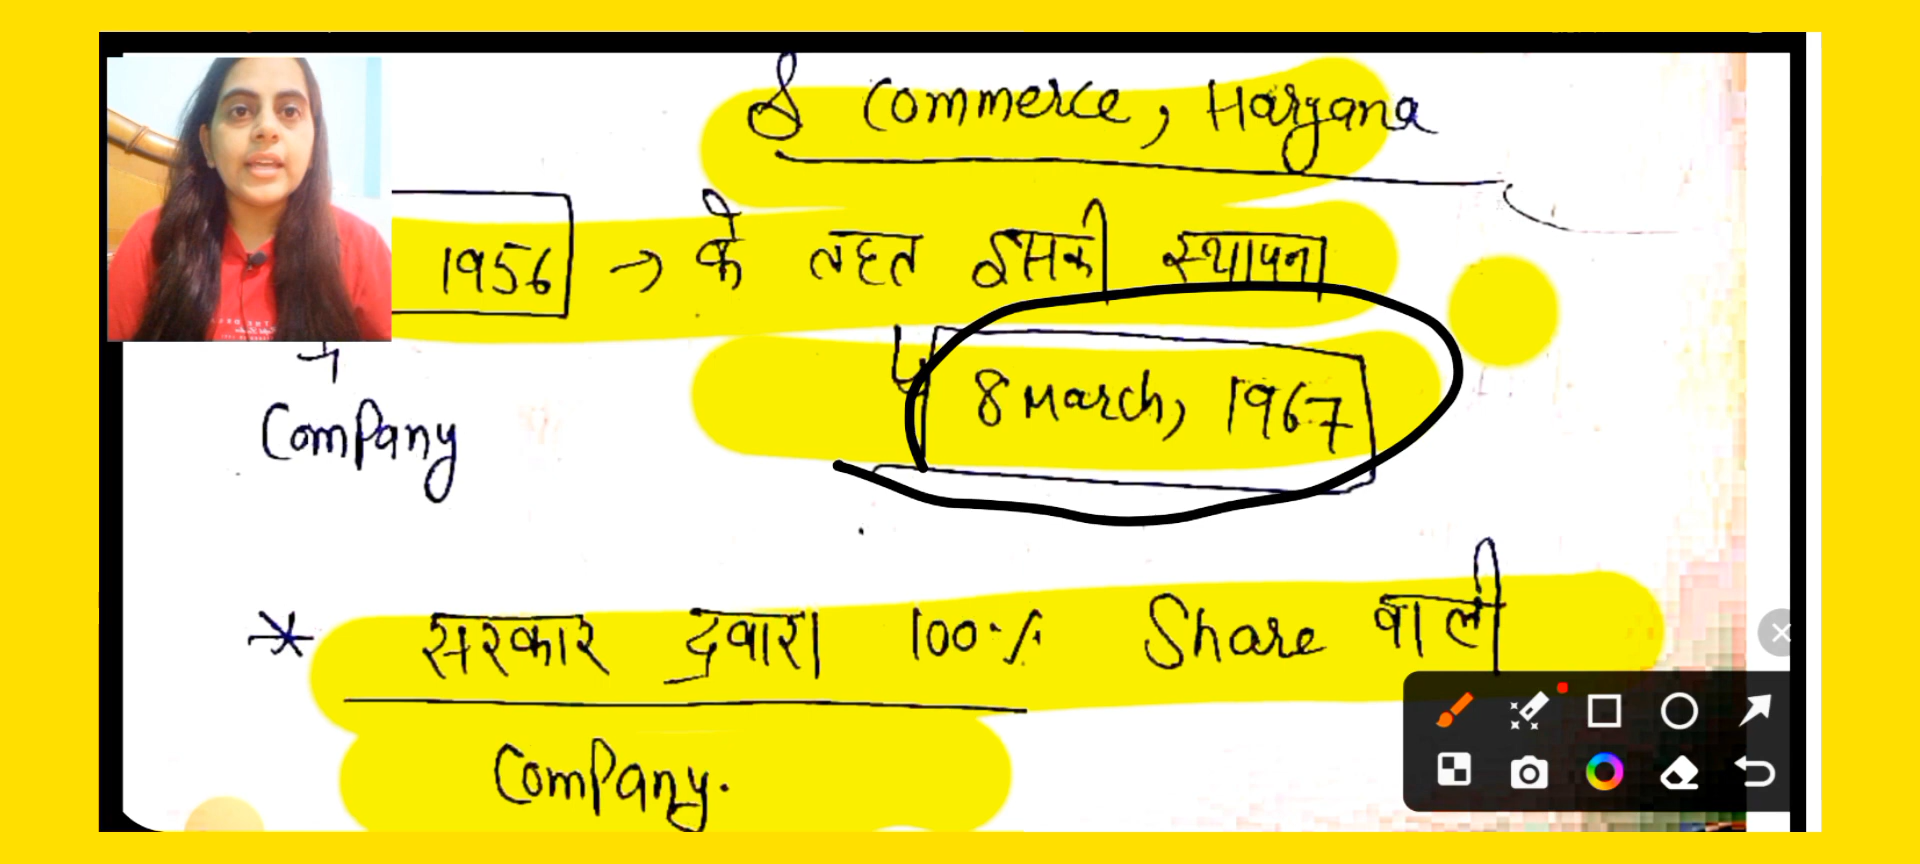 & Commerce, Haryana
1956 → के तहत इसकी स्थापना
8 March, 1967
Company
* सरकार द्वारा 100% Share वाली
Company.